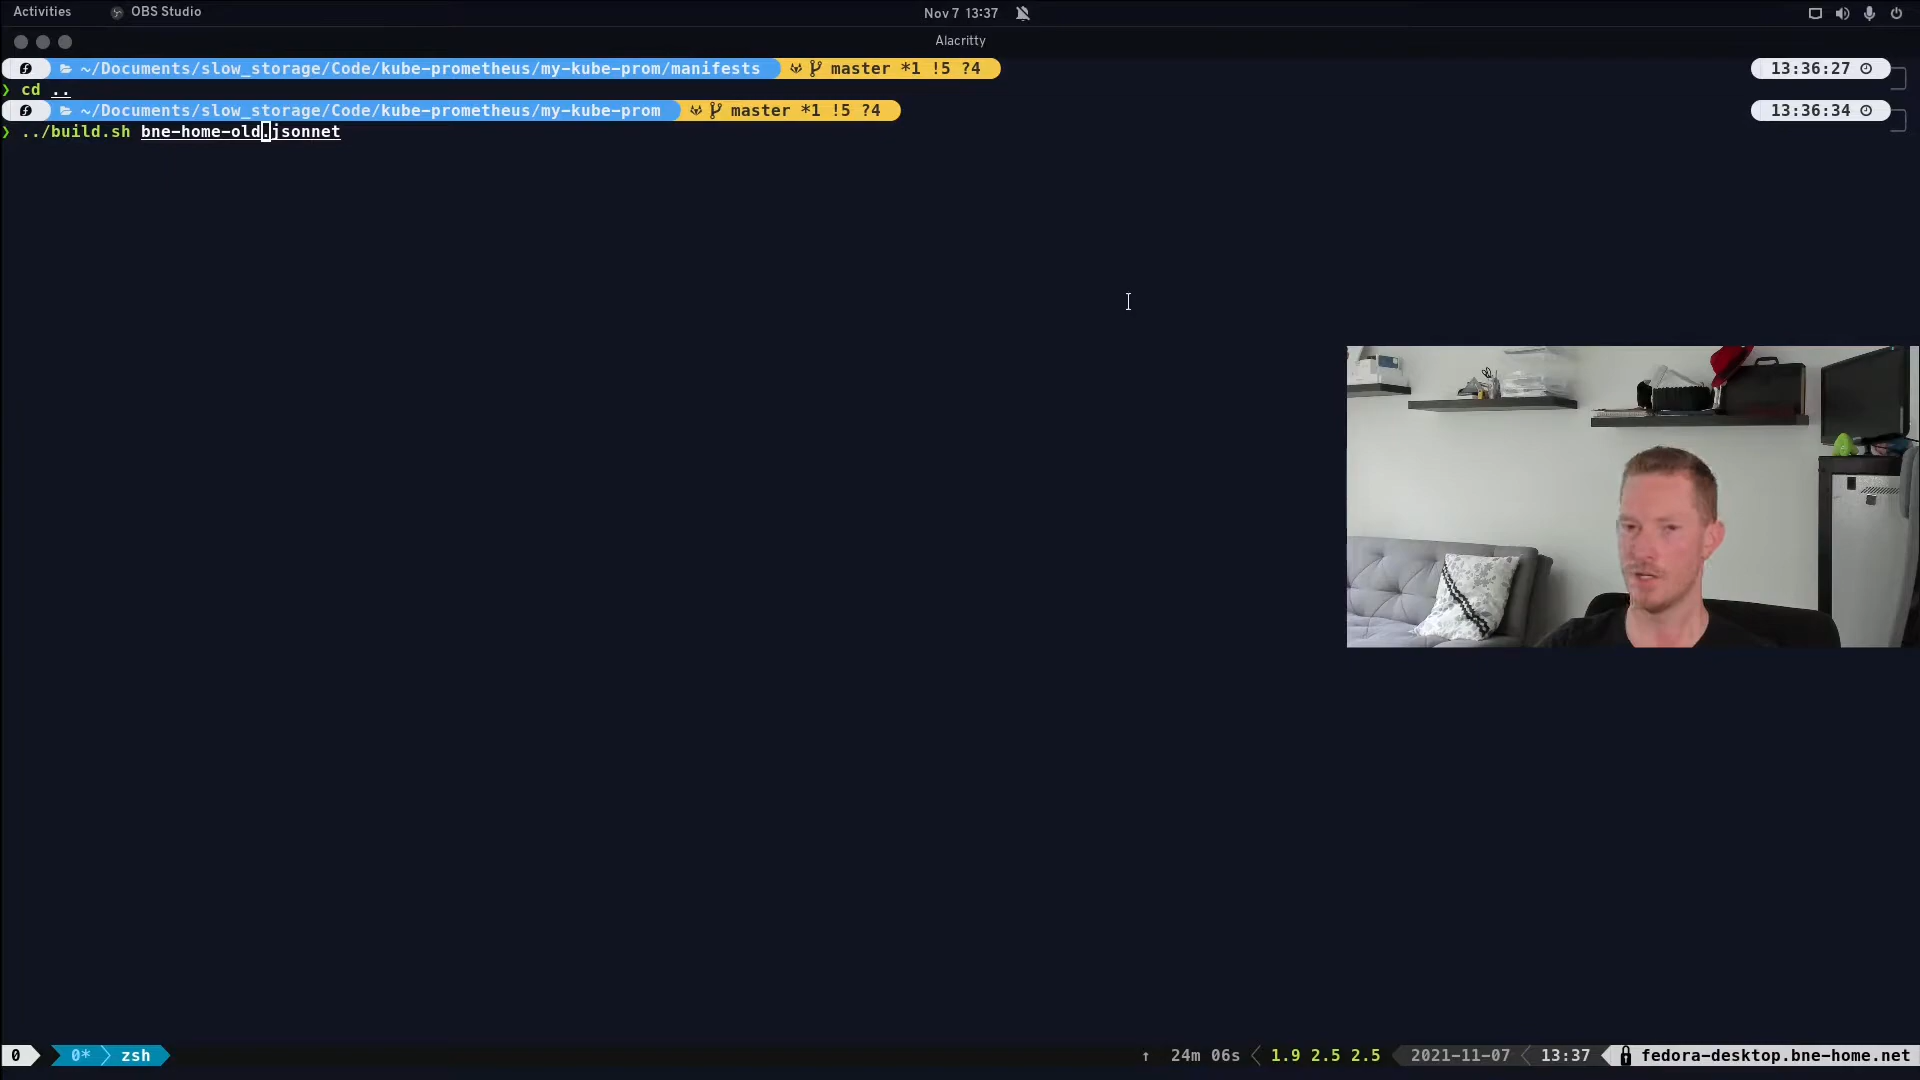 Activities OBS Studio Nov 7 13:37
Alacritty
~/Documents/slow_storage/Code/kube-prometheus/my-kube-prom/manifests master *1 !5 ?4 13:36:27
❯ cd ..
~/Documents/slow_storage/Code/kube-prometheus/my-kube-prom master *1 !5 ?4 13:36:34
❯ ../build.sh bne-home-old.jsonnet
0 0* zsh ↑ 24m 06s 1.9 2.5 2.5 2021-11-07 13:37 fedora-desktop.bne-home.net